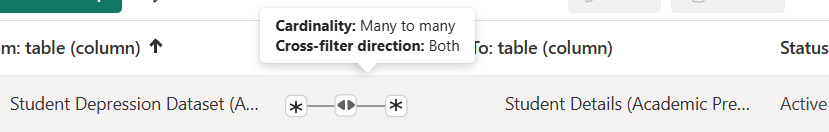 Cardinality: Many to many
Cross-filter direction: Both
m: table (column) ↑
To: table (column)
Status
Student Depression Dataset (A...
* *
Student Details (Academic Pre...
Active